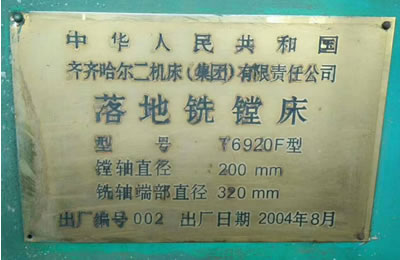 中华人民共和国
齐齐哈尔二机床(集团)有限责任公司
落地铣镗床
型号 T6920F型
镗轴直径 200 mm
铣轴端部直径 320 mm
出厂编号 002 出厂日期 2004年8月